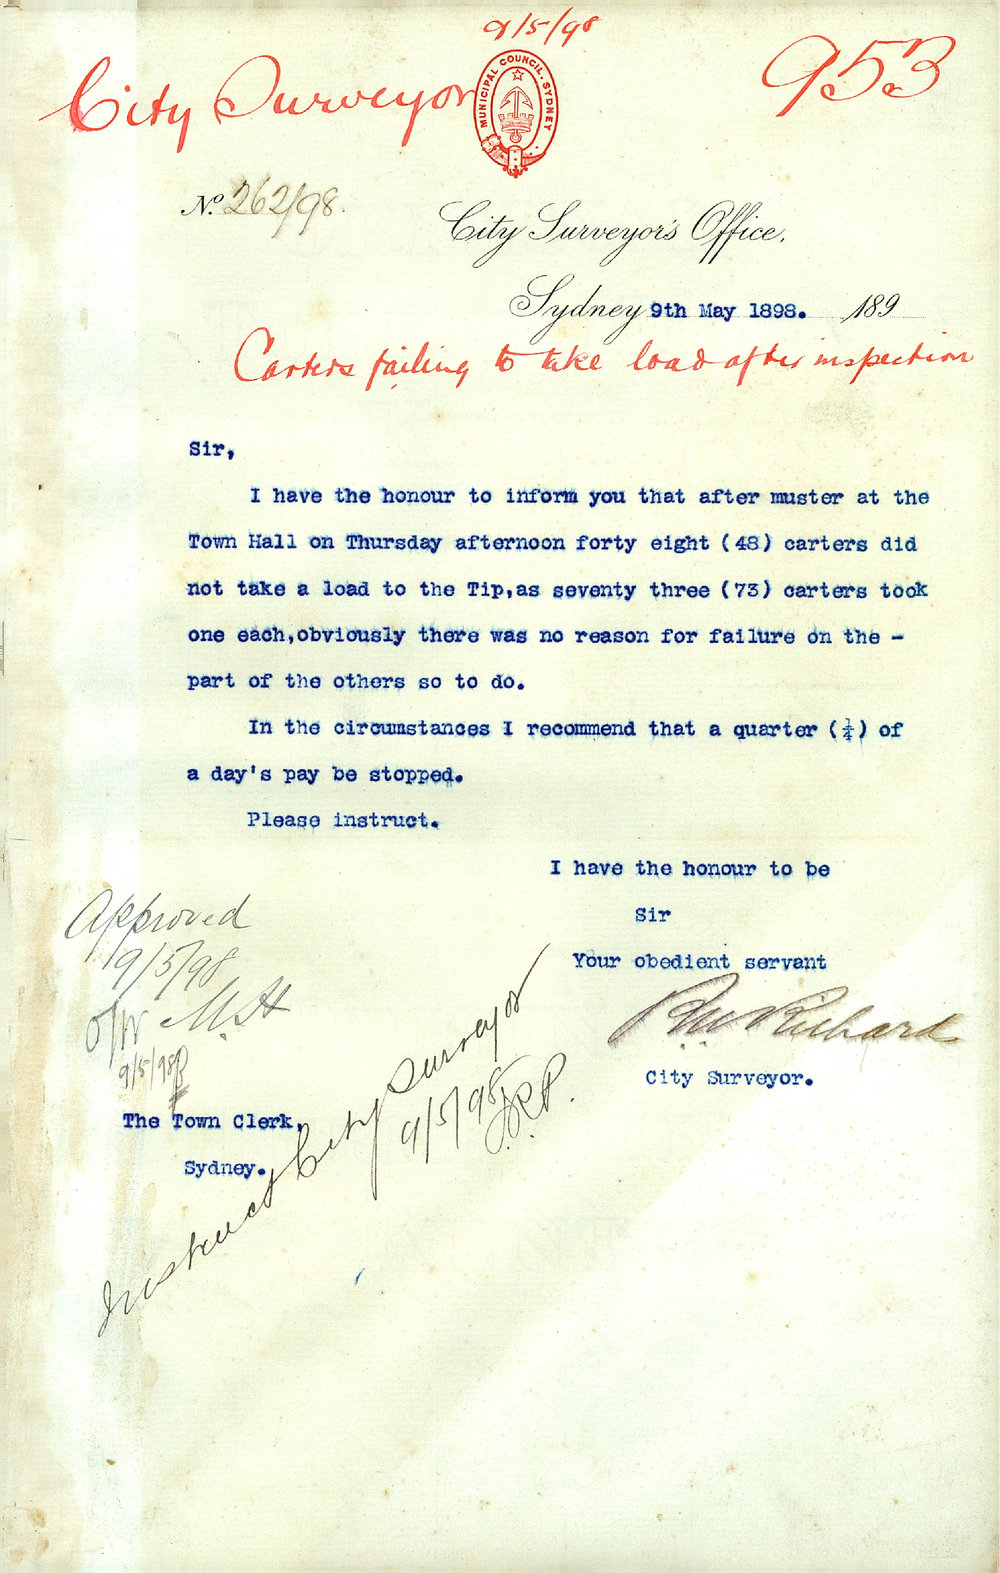 9/5/98
City Surveyor
953
MUNICIPAL COUNCIL. SYDNEY
No. 262/98.
City Surveyor's Office.
Sydney 9th May 1898. 189
Carters failing to take load after inspection
Sir,
I have the honour to inform you that after muster at the
Town Hall on Thursday afternoon forty eight (48) carters did
not take a load to the Tip,as seventy three (73) carters took
one each,obviously there was no reason for failure on the -
part of the others so to do.
In the circumstances I recommend that a quarter (¼) of
a day's pay be stopped.
Please instruct.
I have the honour to be
Sir
Your obedient servant
RW Richard
City Surveyor.
Approved
9/5/98
M.H
9/5/98
The Town Clerk,
Sydney.
Instruct City Surveyor
9/5/98